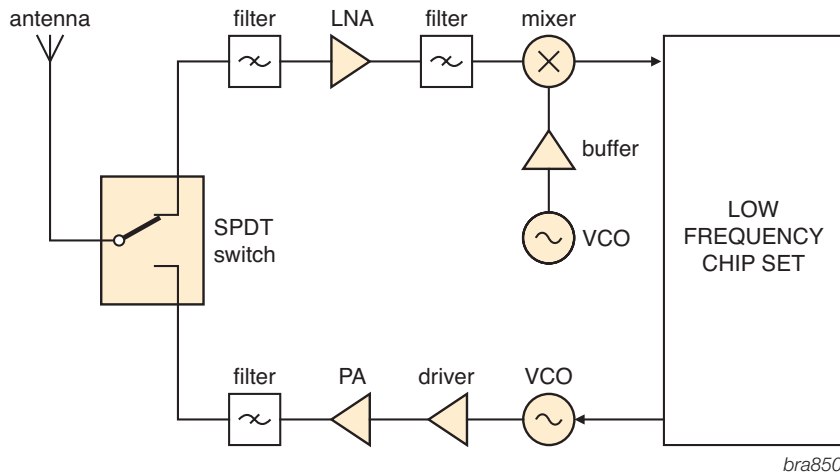 antenna
filter
LNA
filter
mixer
buffer
VCO
SPDT
switch
LOW
FREQUENCY
CHIP SET
filter
PA
driver
VCO
bra850